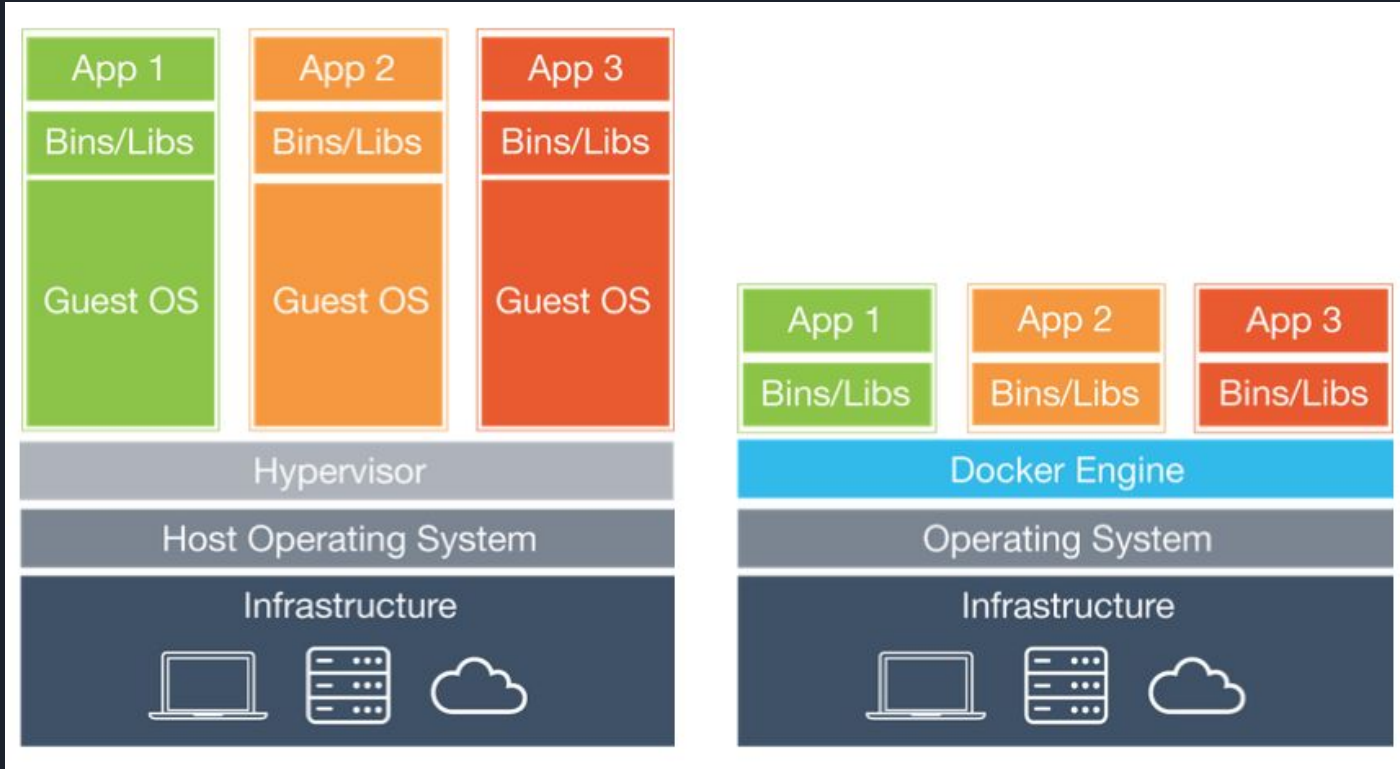 App 1
App 2
App 3
Bins/Libs
Bins/Libs
Bins/Libs
Guest OS
Guest OS
Guest OS
Hypervisor
Host Operating System
Infrastructure
App 1
App 2
App 3
Bins/Libs
Bins/Libs
Bins/Libs
Docker Engine
Operating System
Infrastructure